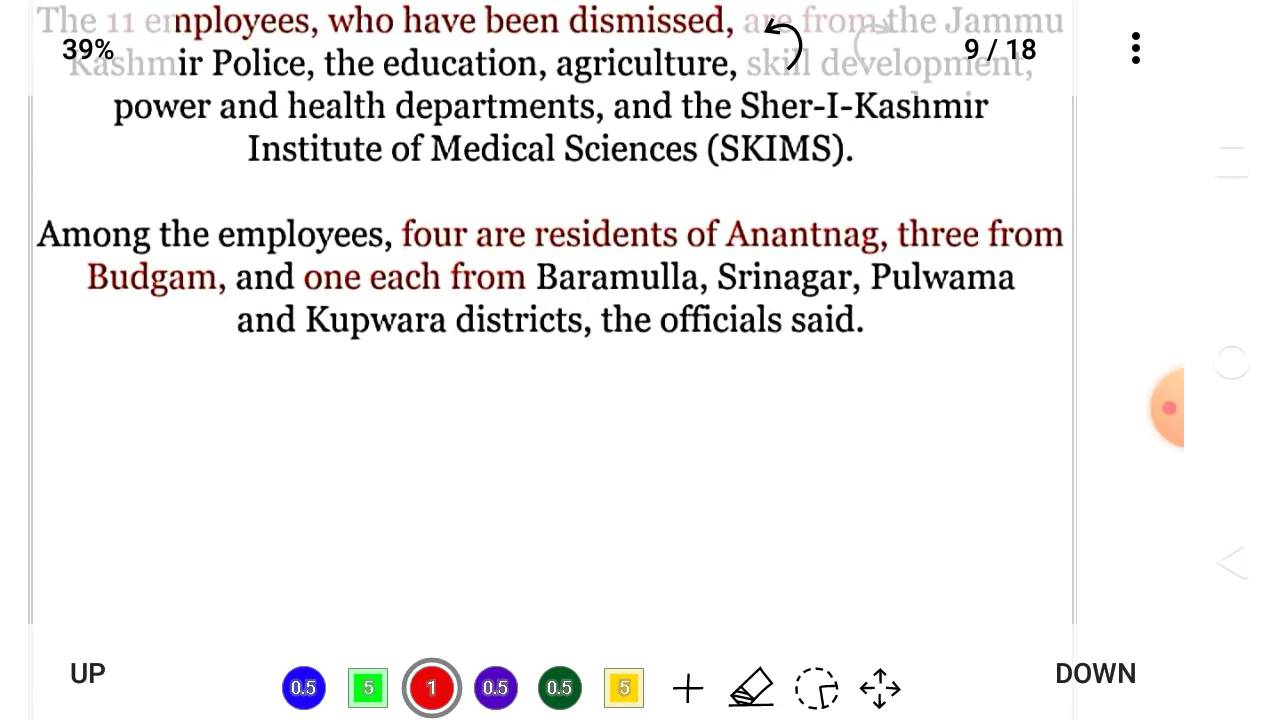 The 11 employees, who have been dismissed, are from the Jammu
39%
9 / 18
Kashmir Police, the education, agriculture, skill development,
power and health departments, and the Sher-I-Kashmir
Institute of Medical Sciences (SKIMS).
Among the employees, four are residents of Anantnag, three from
Budgam, and one each from Baramulla, Srinagar, Pulwama
and Kupwara districts, the officials said.
UP
0.5 5 1 0.5 0.5 5
DOWN